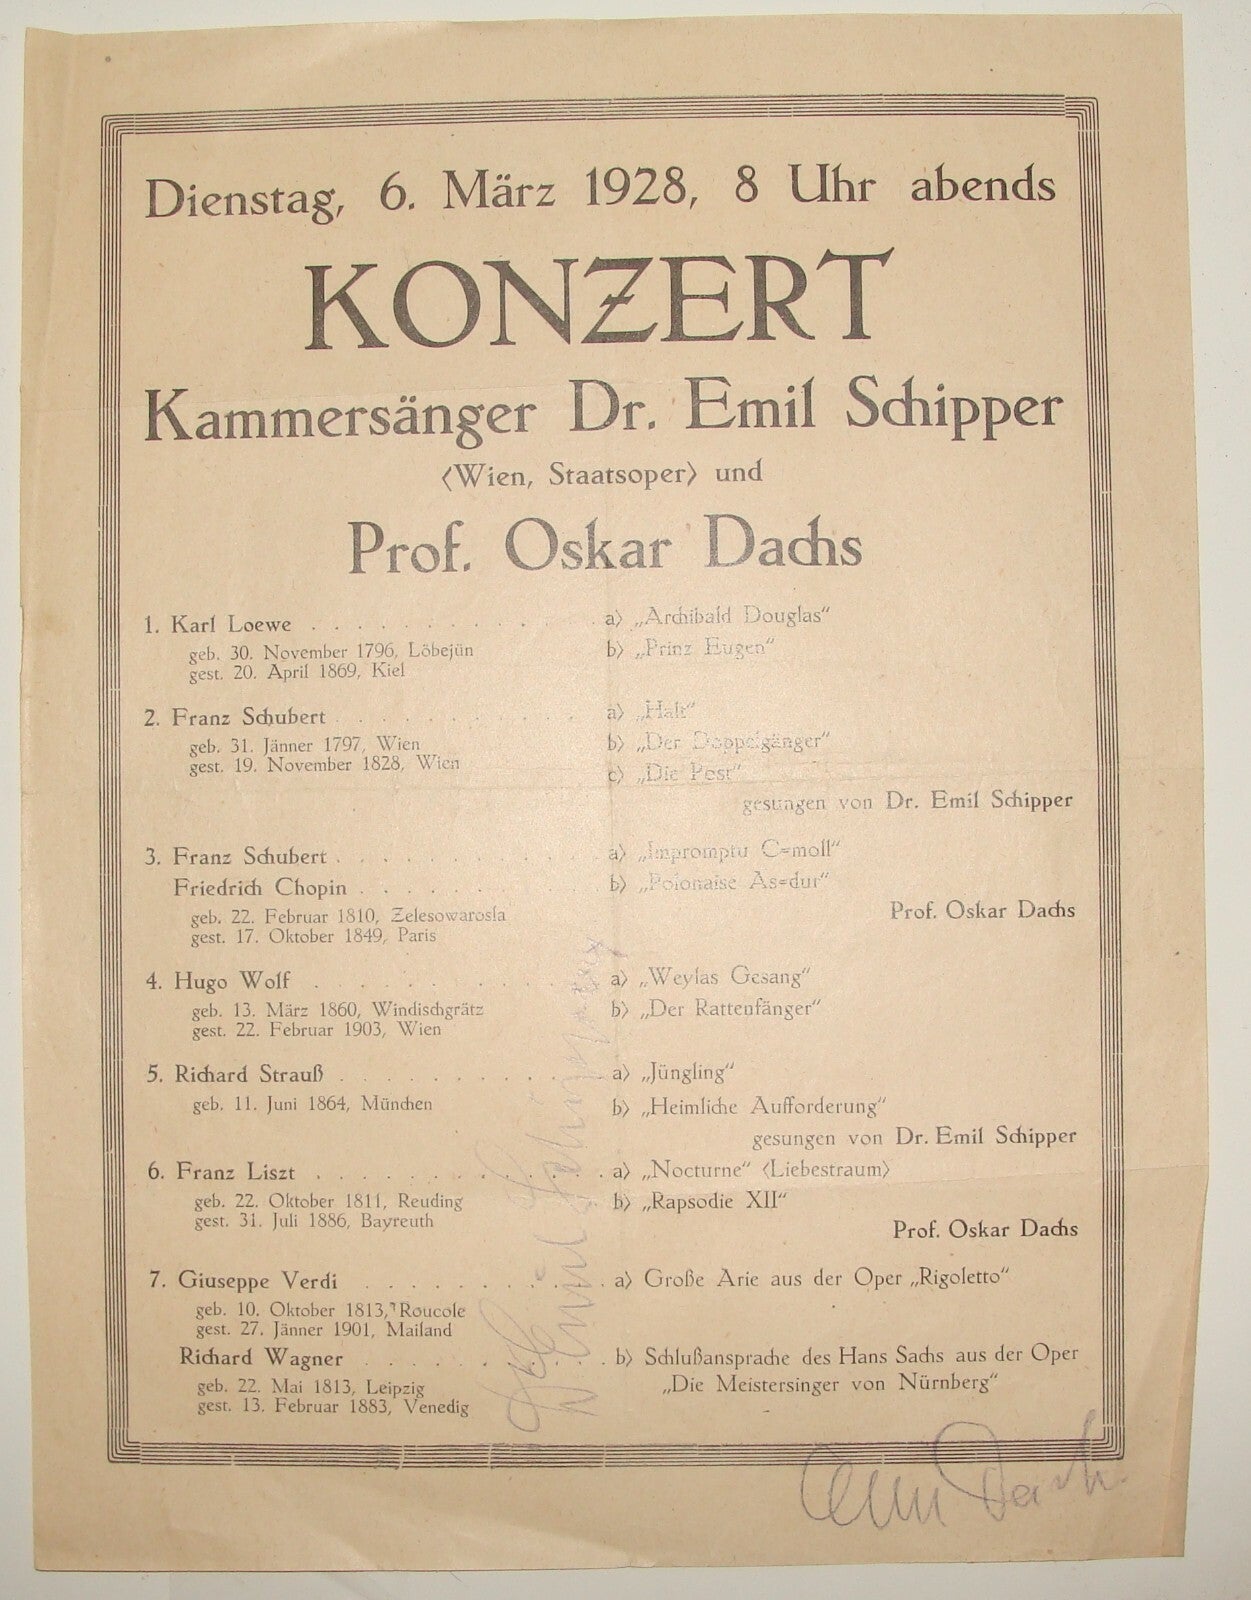 Dienstag, 6. März 1928, 8 Uhr abends
KONZERT
Kammersänger Dr. Emil Schipper
⟨Wien, Staatsoper⟩ und
Prof. Oskar Dachs
1. Karl Loewe . . . . . . . . . . . . . a⟩ „Archibald Douglas“
geb. 30. November 1796, Löbejün b⟩ „Prinz Eugen“
gest. 20. April 1869, Kiel
2. Franz Schubert . . . . . . . . . . . a⟩ „Halt“
geb. 31. Jänner 1797, Wien b⟩ „Der Doppelgänger“
gest. 19. November 1828, Wien c⟩ „Die Post“
gesungen von Dr. Emil Schipper
3. Franz Schubert . . . . . . . . . . . a⟩ „Impromptu C=moll“
Friedrich Chopin . . . . . . . . . . b⟩ „Polonaise As=dur“
geb. 22. Februar 1810, Zelesowarosla Prof. Oskar Dachs
gest. 17. Oktober 1849, Paris
4. Hugo Wolf . . . . . . . . . . . . a⟩ „Weylas Gesang“
geb. 13. März 1860, Windischgrätz b⟩ „Der Rattenfänger“
gest. 22. Februar 1903, Wien
5. Richard Strauß . . . . . . . . . . . a⟩ „Jüngling“
geb. 11. Juni 1864, München b⟩ „Heimliche Aufforderung“
gesungen von Dr. Emil Schipper
6. Franz Liszt . . . . . . . . . . . . a⟩ „Nocturne“ ⟨Liebestraum⟩
geb. 22. Oktober 1811, Reuding b⟩ „Rapsodie XII“
gest. 31. Juli 1886, Bayreuth
Prof. Oskar Dachs
7. Giuseppe Verdi . . . . . . . . . . a⟩ Große Arie aus der Oper „Rigoletto“
geb. 10. Oktober 1813, Roucole
gest. 27. Jänner 1901, Mailand
Richard Wagner . . . . . . . . . . b⟩ Schlußansprache des Hans Sachs aus der Oper
geb. 22. Mai 1813, Leipzig „Die Meistersinger von Nürnberg“
gest. 13. Februar 1883, Venedig
Emil Schipper
Dachs